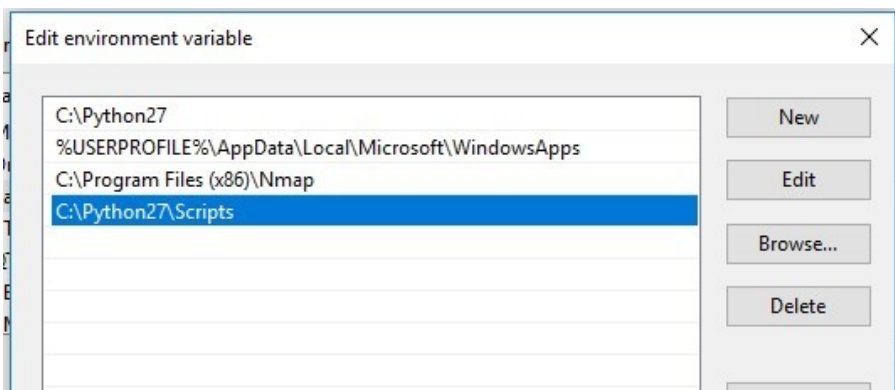 Edit environment variable
C:\Python27
%USERPROFILE%\AppData\Local\Microsoft\WindowsApps
C:\Program Files (x86)\Nmap
C:\Python27\Scripts
New
Edit
Browse...
Delete